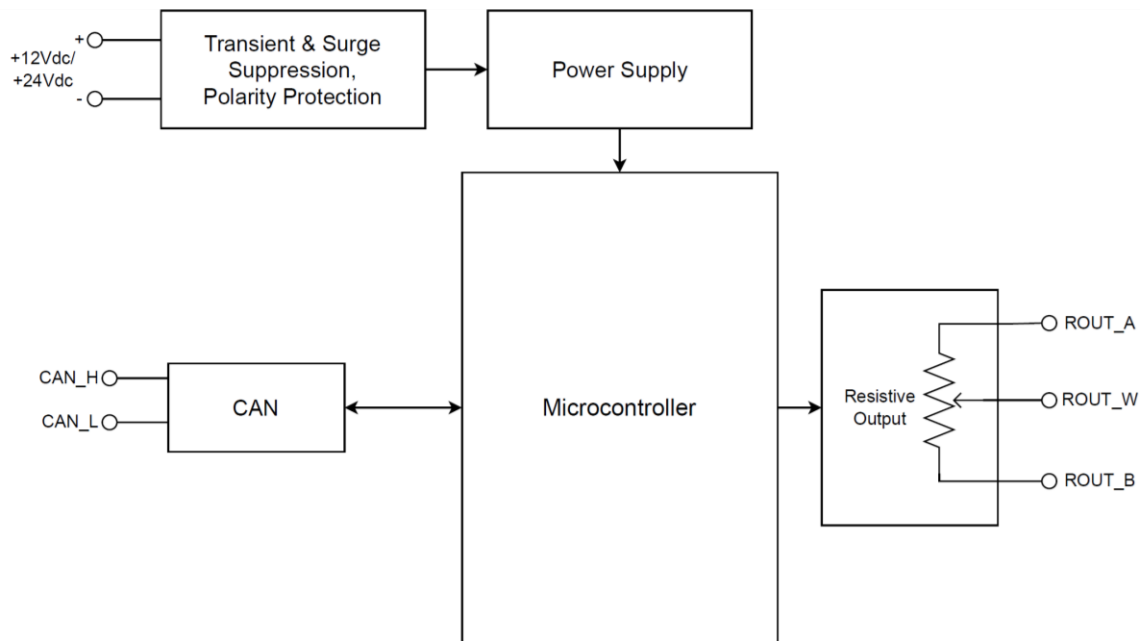 +
+12Vdc/
+24Vdc
-
Transient & Surge
Suppression,
Polarity Protection
Power Supply
CAN_H
CAN_L
CAN
Microcontroller
Resistive
Output
ROUT_A
ROUT_W
ROUT_B